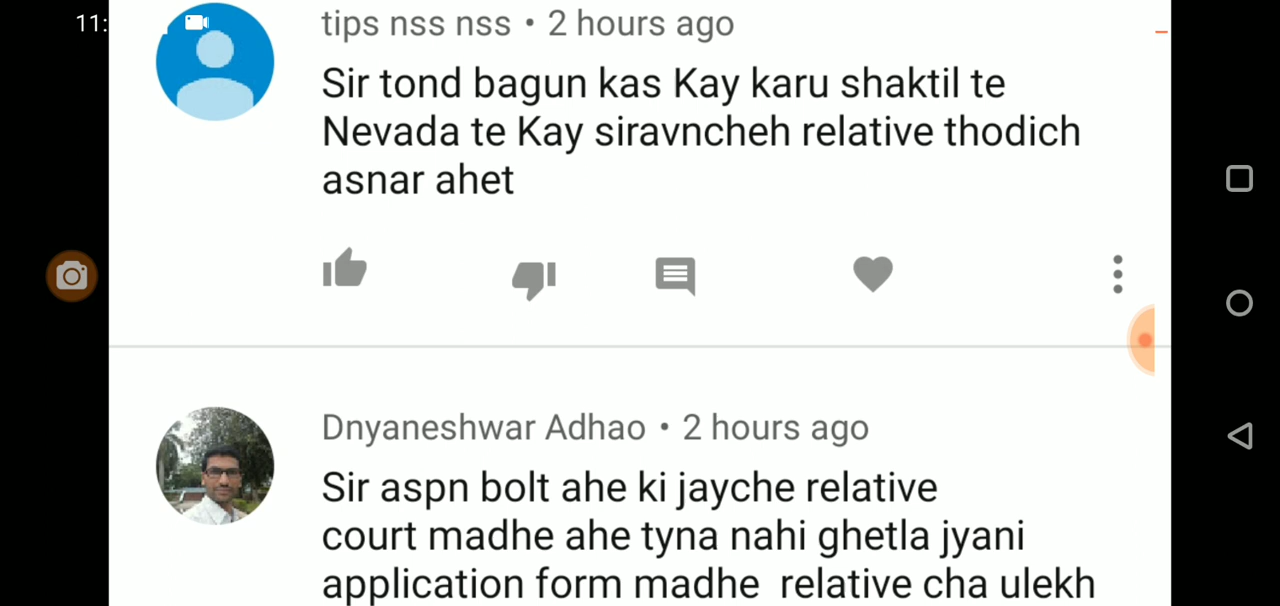 11:
tips nss nss • 2 hours ago
Sir tond bagun kas Kay karu shaktil te
Nevada te Kay siravncheh relative thodich
asnar ahet
Dnyaneshwar Adhao • 2 hours ago
Sir aspn bolt ahe ki jayche relative
court madhe ahe tyna nahi ghetla jyani
application form madhe relative cha ulekh